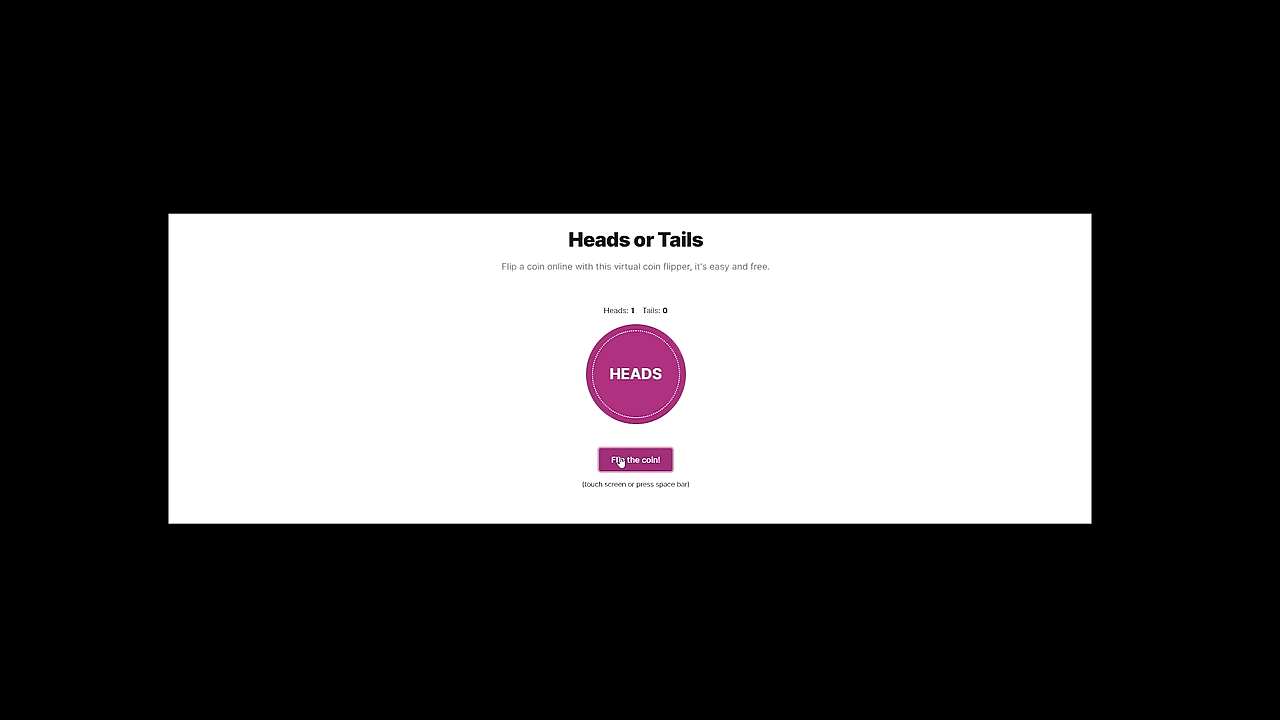 Heads or Tails
Flip a coin online with this virtual coin flipper, it's easy and free.
Heads: 1 Tails: 0
HEADS
Flip the coin!
(touch screen or press space bar)